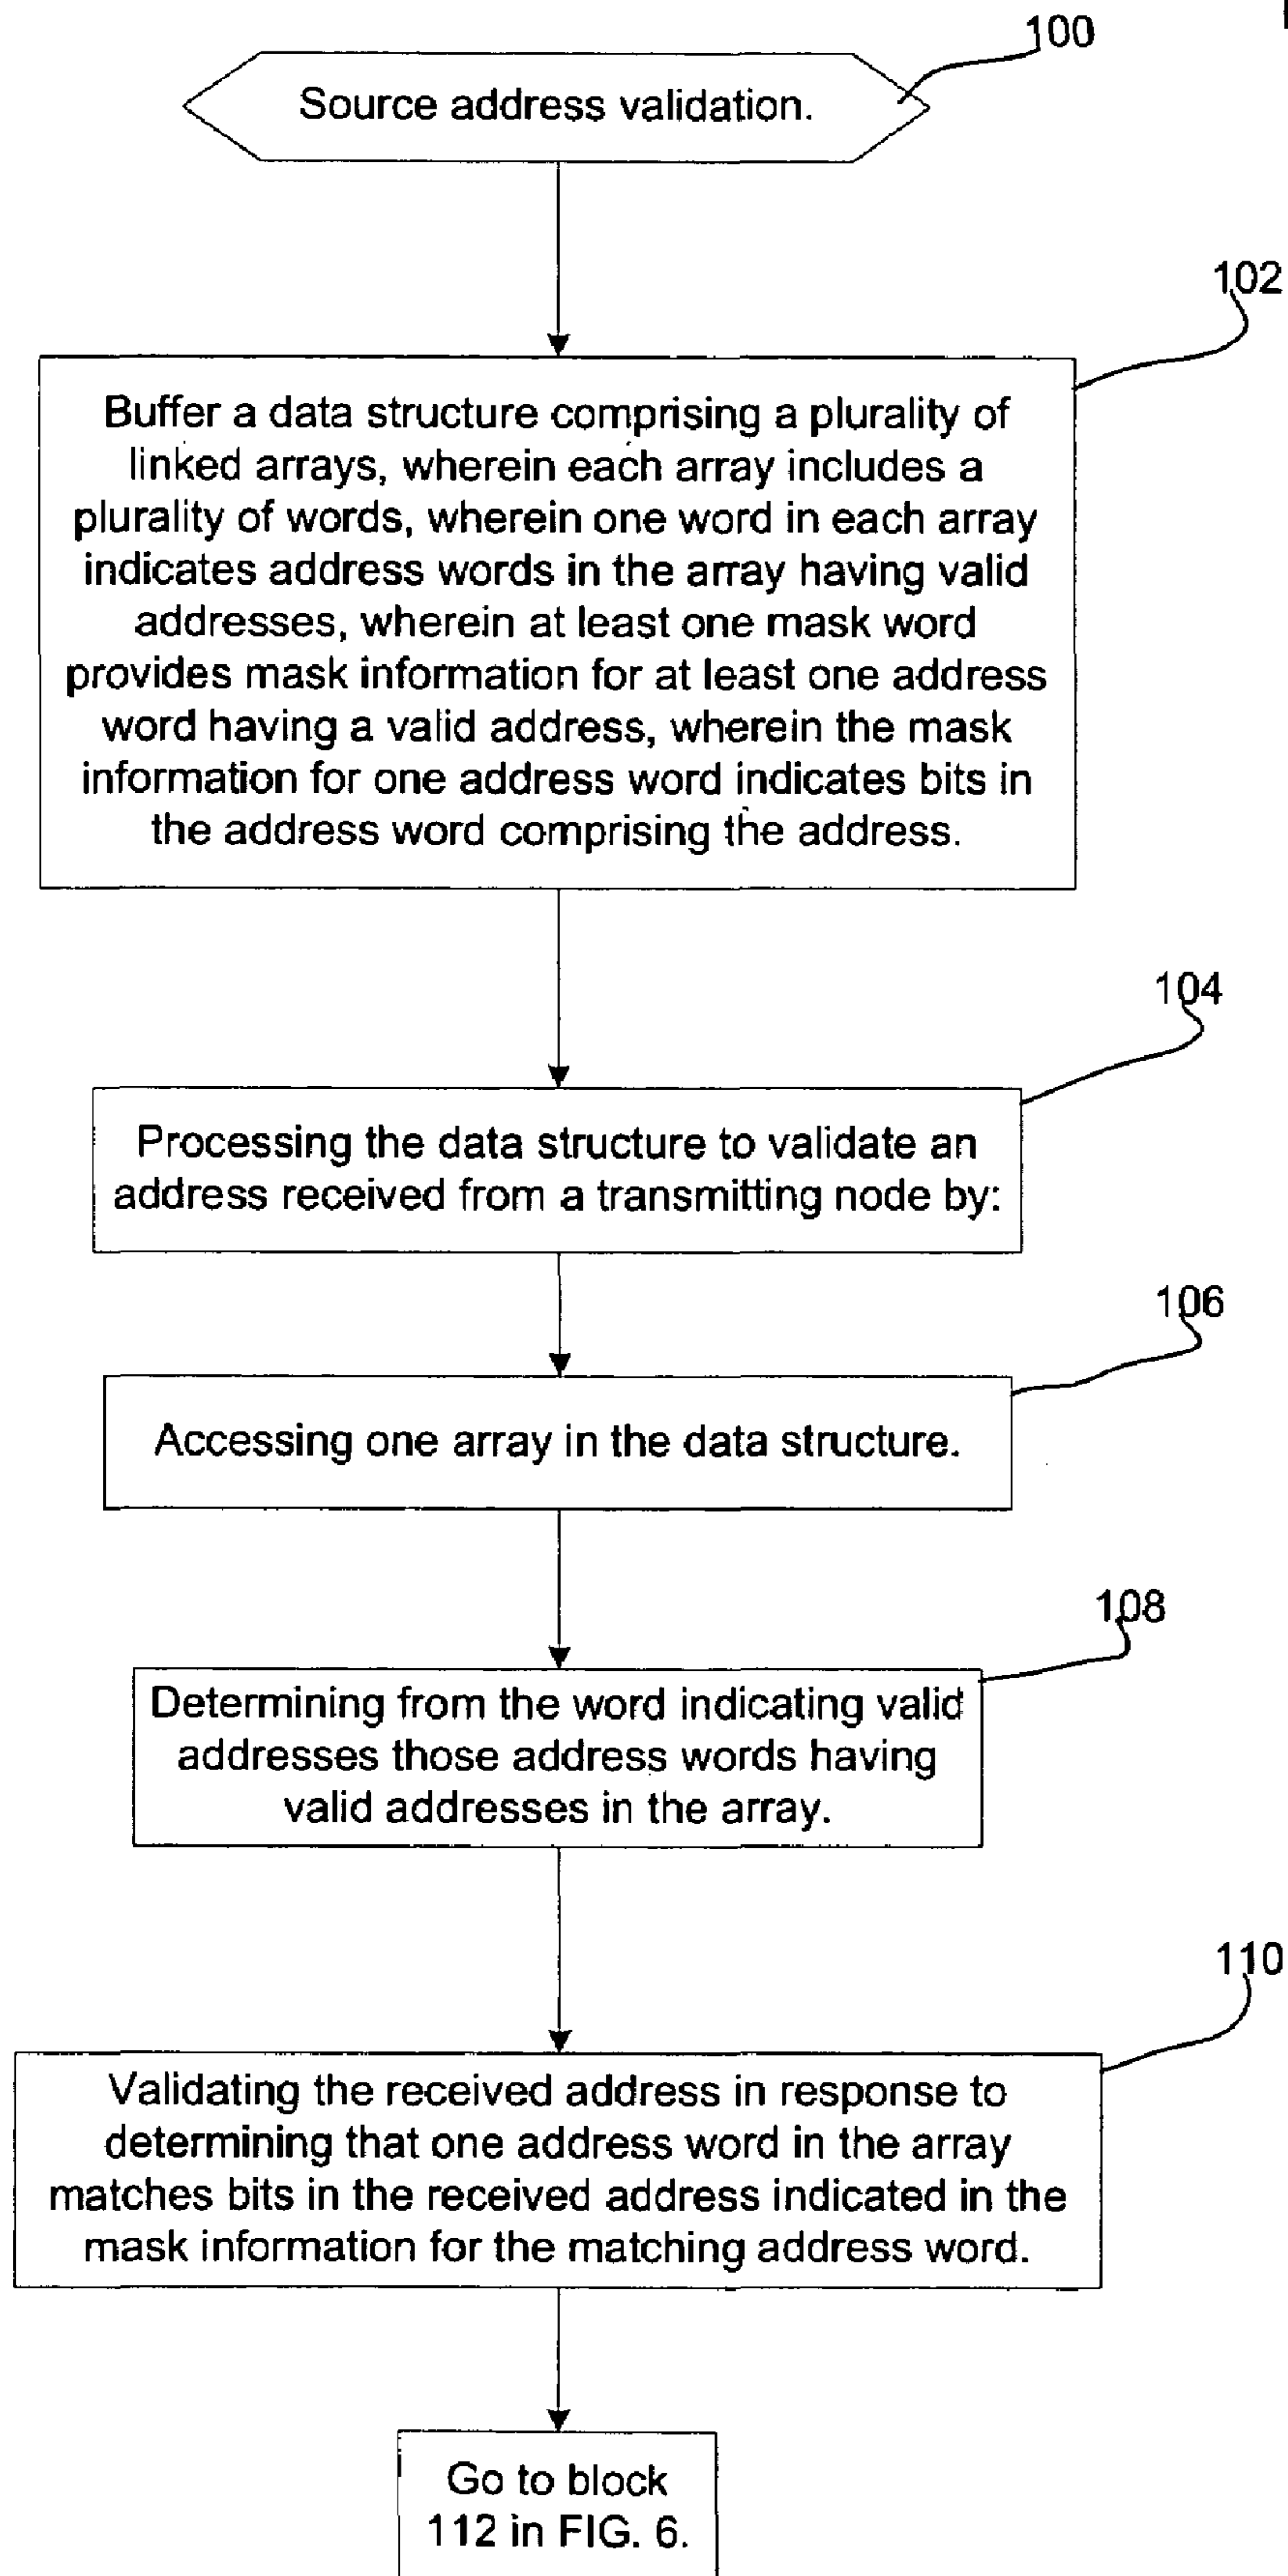 100
Source address validation.
102
Buffer a data structure comprising a plurality of
linked arrays, wherein each array includes a
plurality of words, wherein one word in each array
indicates address words in the array having valid
addresses, wherein at least one mask word
provides mask information for at least one address
word having a valid address, wherein the mask
information for one address word indicates bits in
the address word comprising the address.
104
Processing the data structure to validate an
address received from a transmitting node by:
106
Accessing one array in the data structure.
108
Determining from the word indicating valid
addresses those address words having
valid addresses in the array.
110
Validating the received address in response to
determining that one address word in the array
matches bits in the received address indicated in the
mask information for the matching address word.
Go to block
112 in FIG. 6.